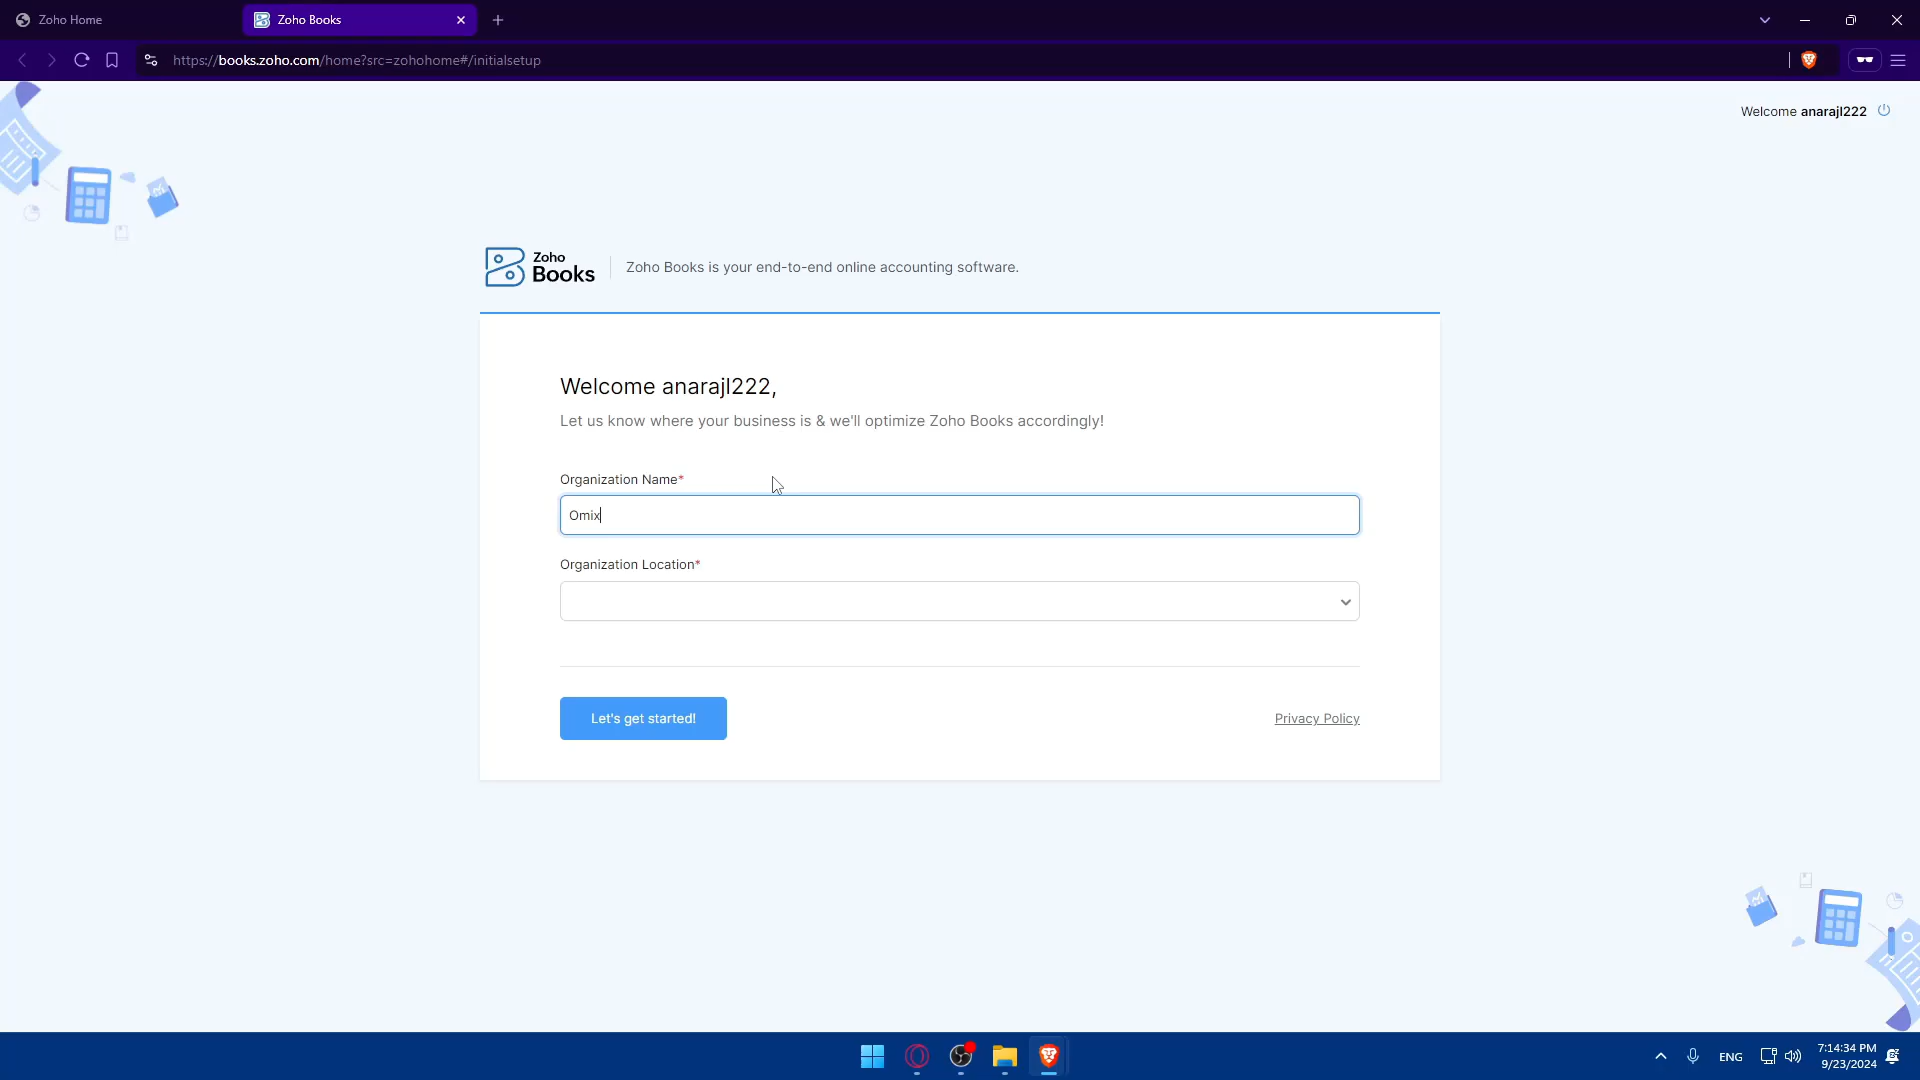 Zoho Home
Zoho Books
https://books.zoho.com/home?src=zohohome#/initialsetup
Welcome anarajl222
Zoho
Books
Zoho Books is your end-to-end online accounting software.
Welcome anarajl222,
Let us know where your business is & we'll optimize Zoho Books accordingly!
Organization Name*
Omix
Organization Location*
Let's get started!
Privacy Policy
ENG
7:14:34 PM
9/23/2024